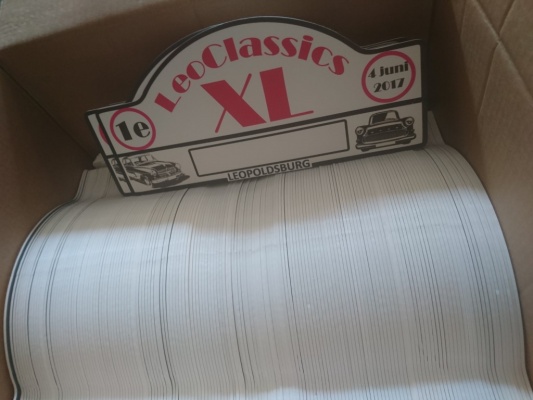 LeoClassics
XL
1e
4 juni
2017
LEOPOLDSBURG